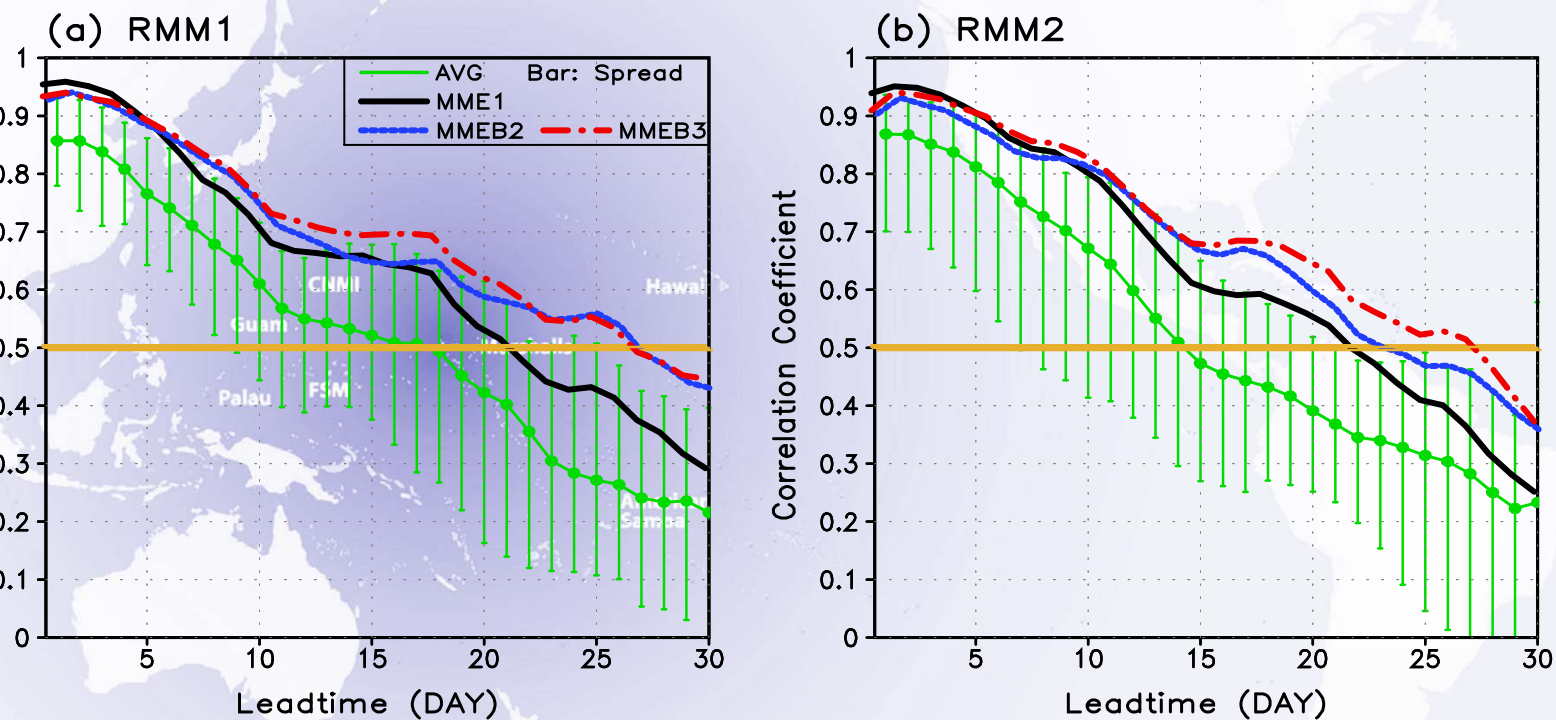 (a) RMM1
(b) RMM2
AVG Bar: Spread
MME1
MMEB2 MMEB3
1
0.9
0.8
0.7
0.6
0.5
0.4
0.3
0.2
0.1
0
5 10 15 20 25 30
Leadtime (DAY)
CNMI
Guam
Palau
FSM
Samoa
Correlation Coefficient
1
0.9
0.8
0.7
0.6
0.5
0.4
0.3
0.2
0.1
0
5 10 15 20 25 30
Leadtime (DAY)